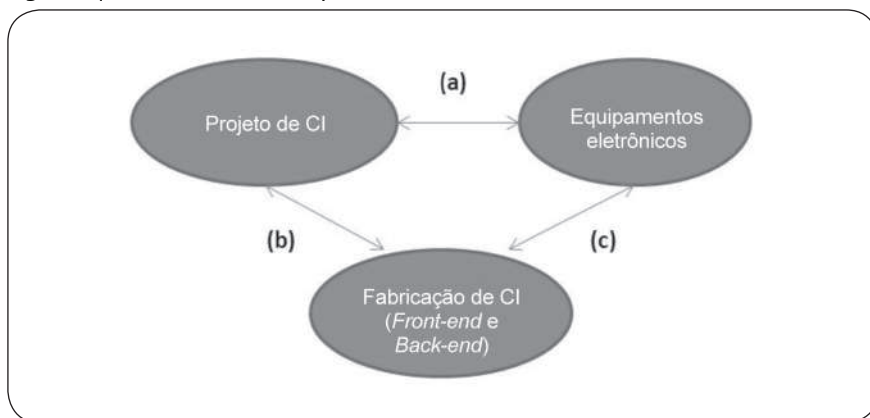 (a)
Projeto de CI
Equipamentos
eletrônicos
(b)
(c)
Fabricação de CI
(Front-end e
Back-end)